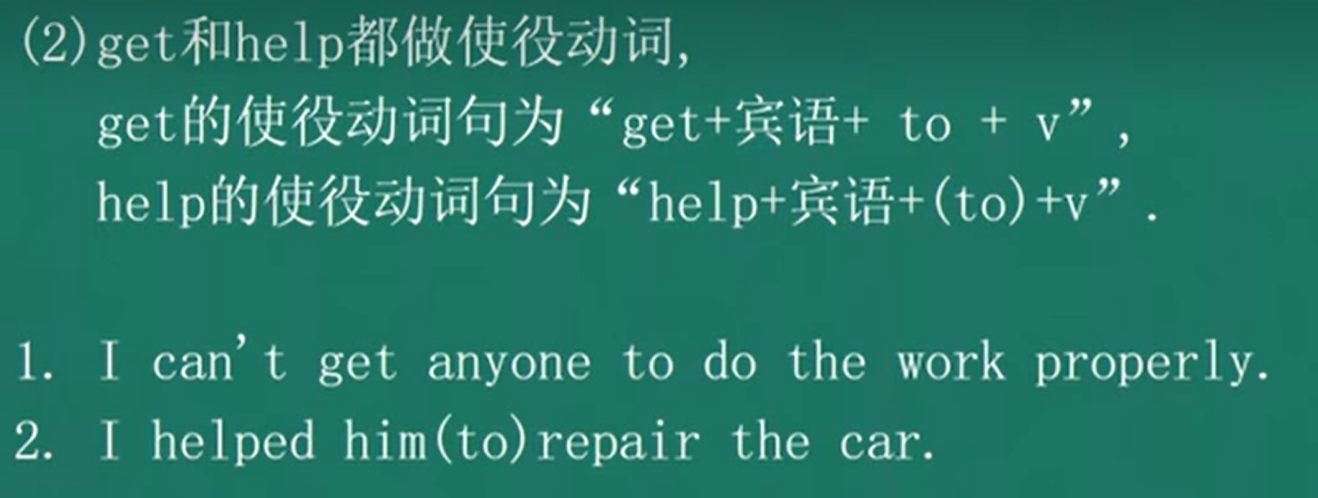 (2)get和help都做使役动词,
get的使役动词句为“get+宾语+ to + v”,
help的使役动词句为“help+宾语+(to)+v”.
1. I can't get anyone to do the work properly.
2. I helped him(to)repair the car.